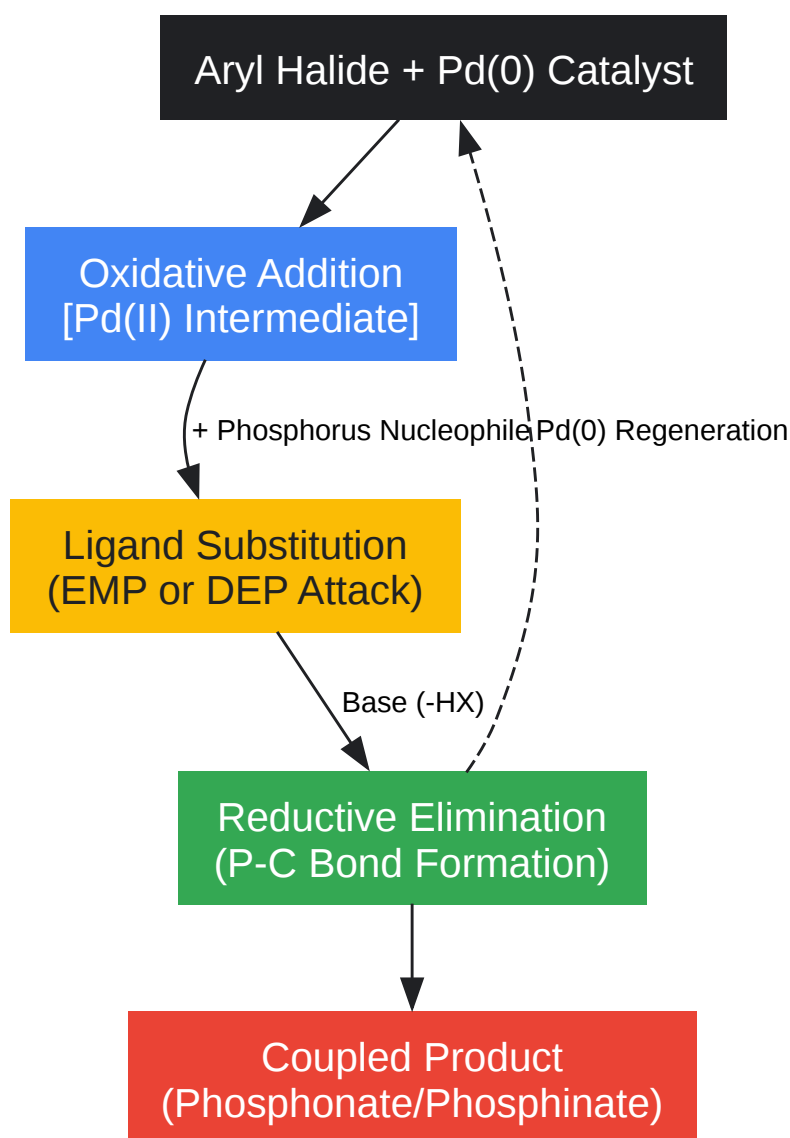 Aryl Halide + Pd(0) Catalyst
Oxidative Addition
[Pd(II) Intermediate]
+ Phosphorus Nucleophile
Pd(0) Regeneration
Ligand Substitution
(EMP or DEP Attack)
Base (-HX)
Reductive Elimination
(P-C Bond Formation)
Coupled Product
(Phosphonate/Phosphinate)